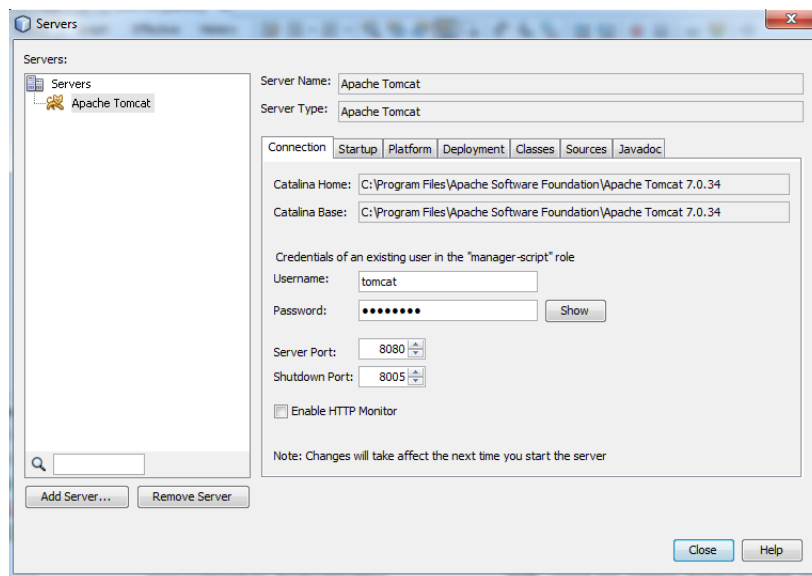 Servers
Servers:
Servers
Apache Tomcat
Server Name: Apache Tomcat
Server Type: Apache Tomcat
Connection Startup Platform Deployment Classes Sources Javadoc
Catalina Home: C:\Program Files\Apache Software Foundation\Apache Tomcat 7.0.34
Catalina Base: C:\Program Files\Apache Software Foundation\Apache Tomcat 7.0.34
Credentials of an existing user in the "manager-script" role
Username: tomcat
Password: ●●●●●●●● Show
Server Port: 8080
Shutdown Port: 8005
Enable HTTP Monitor
Note: Changes will take affect the next time you start the server
Add Server... Remove Server
Close Help